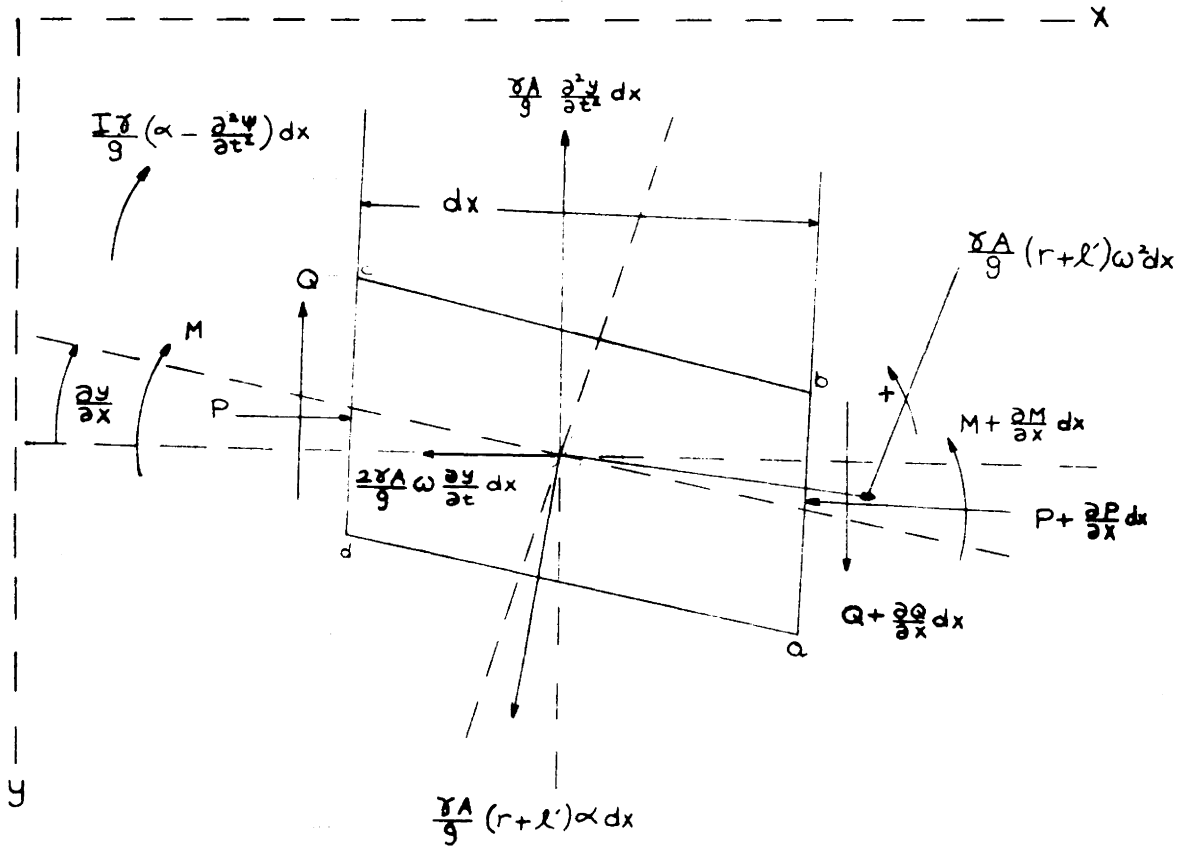 X
γA/g ∂²y/∂t² dx
Iγ/g (α − ∂²Ψ/∂t²) dx
dx
γA/g (r+ℓ′)ω²dx
c
Q
M
b
+
∂y/∂x
P
M + ∂M/∂x dx
2γA/g ω ∂y/∂t dx
P + ∂P/∂x dx
d
Q + ∂Q/∂x dx
a
y
γA/g (r+ℓ′)α dx